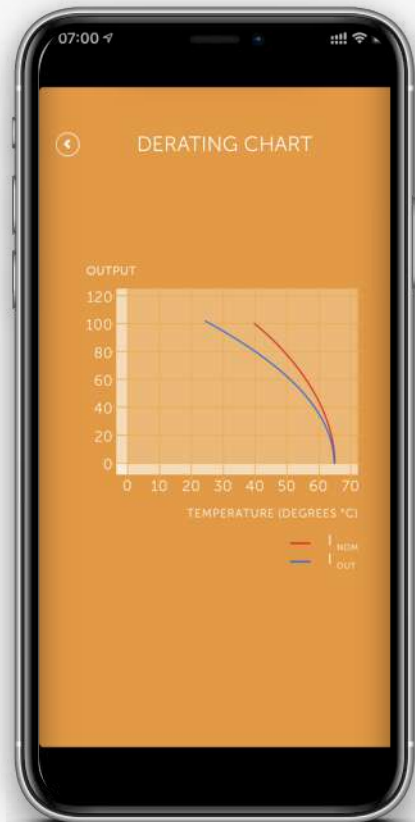 07:00
DERATING CHART
OUTPUT
120
100
80
60
40
20
0
0 10 20 30 40 50 60 70
TEMPERATURE (DEGREES °C)
I NOM
I OUT